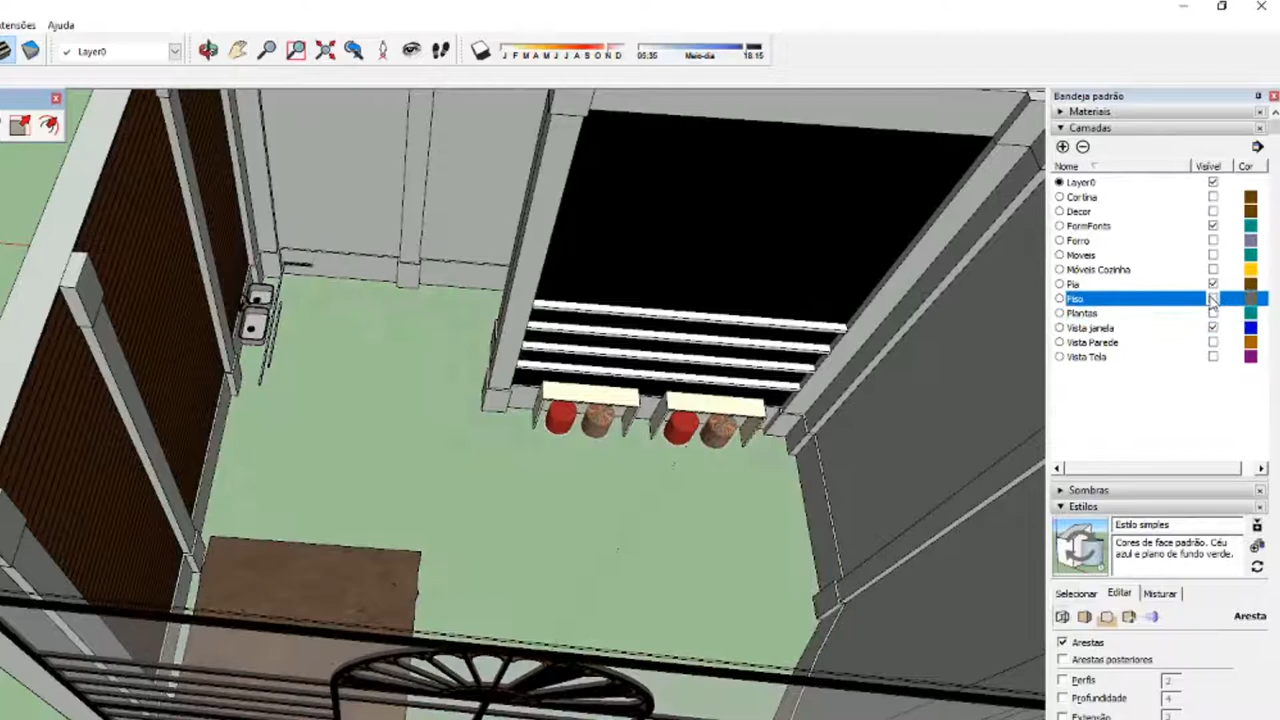 tensões Ajuda
Layer0
J F M A M J J A S O N D
05:35 Meio-dia 18:15
Bandeja padrão
Materiais
Camadas
Nome Visível Cor
Layer0
Cortina
Decor
FormFonts
Forro
Moveis
Móveis Cozinha
Pia
Piso
Plantas
Vista janela
Vista Parede
Vista Tela
Sombras
Estilos
Estilo simples
Cores de face padrão. Céu
azul e plano de fundo verde.
Selecionar Editar Misturar
Aresta
Arestas
Arestas posteriores
Perfis 2
Profundidade 4
Extensão